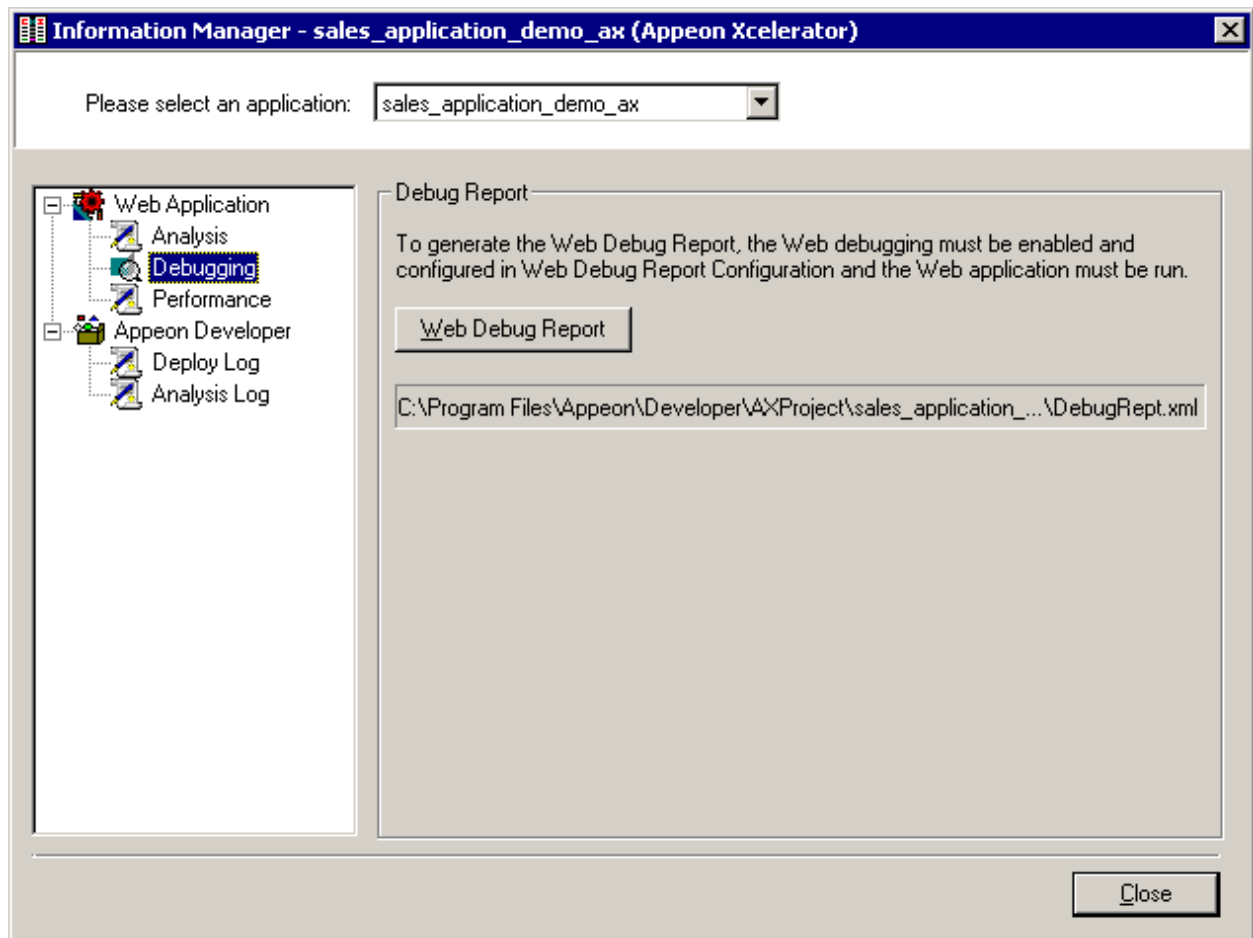 Information Manager - sales_application_demo_ax (Appeon Xcelerator)
Please select an application:
sales_application_demo_ax
Web Application
Analysis
Debugging
Performance
Appeon Developer
Deploy Log
Analysis Log
Debug Report
To generate the Web Debug Report, the Web debugging must be enabled and
configured in Web Debug Report Configuration and the Web application must be run.
Web Debug Report
C:\Program Files\Appeon\Developer\AXProject\sales_application_...\DebugRept.xml
Close